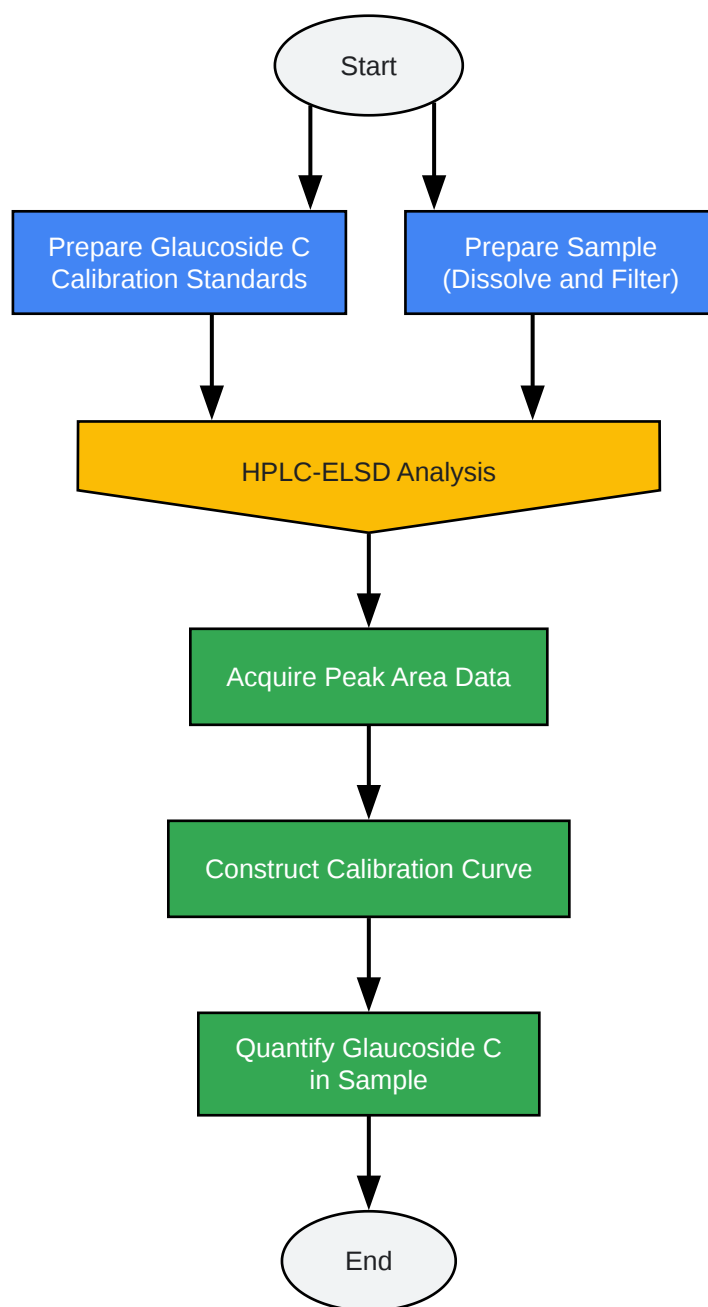 Start
Prepare Glaucoside C
Calibration Standards
Prepare Sample
(Dissolve and Filter)
HPLC-ELSD Analysis
Acquire Peak Area Data
Construct Calibration Curve
Quantify Glaucoside C
in Sample
End